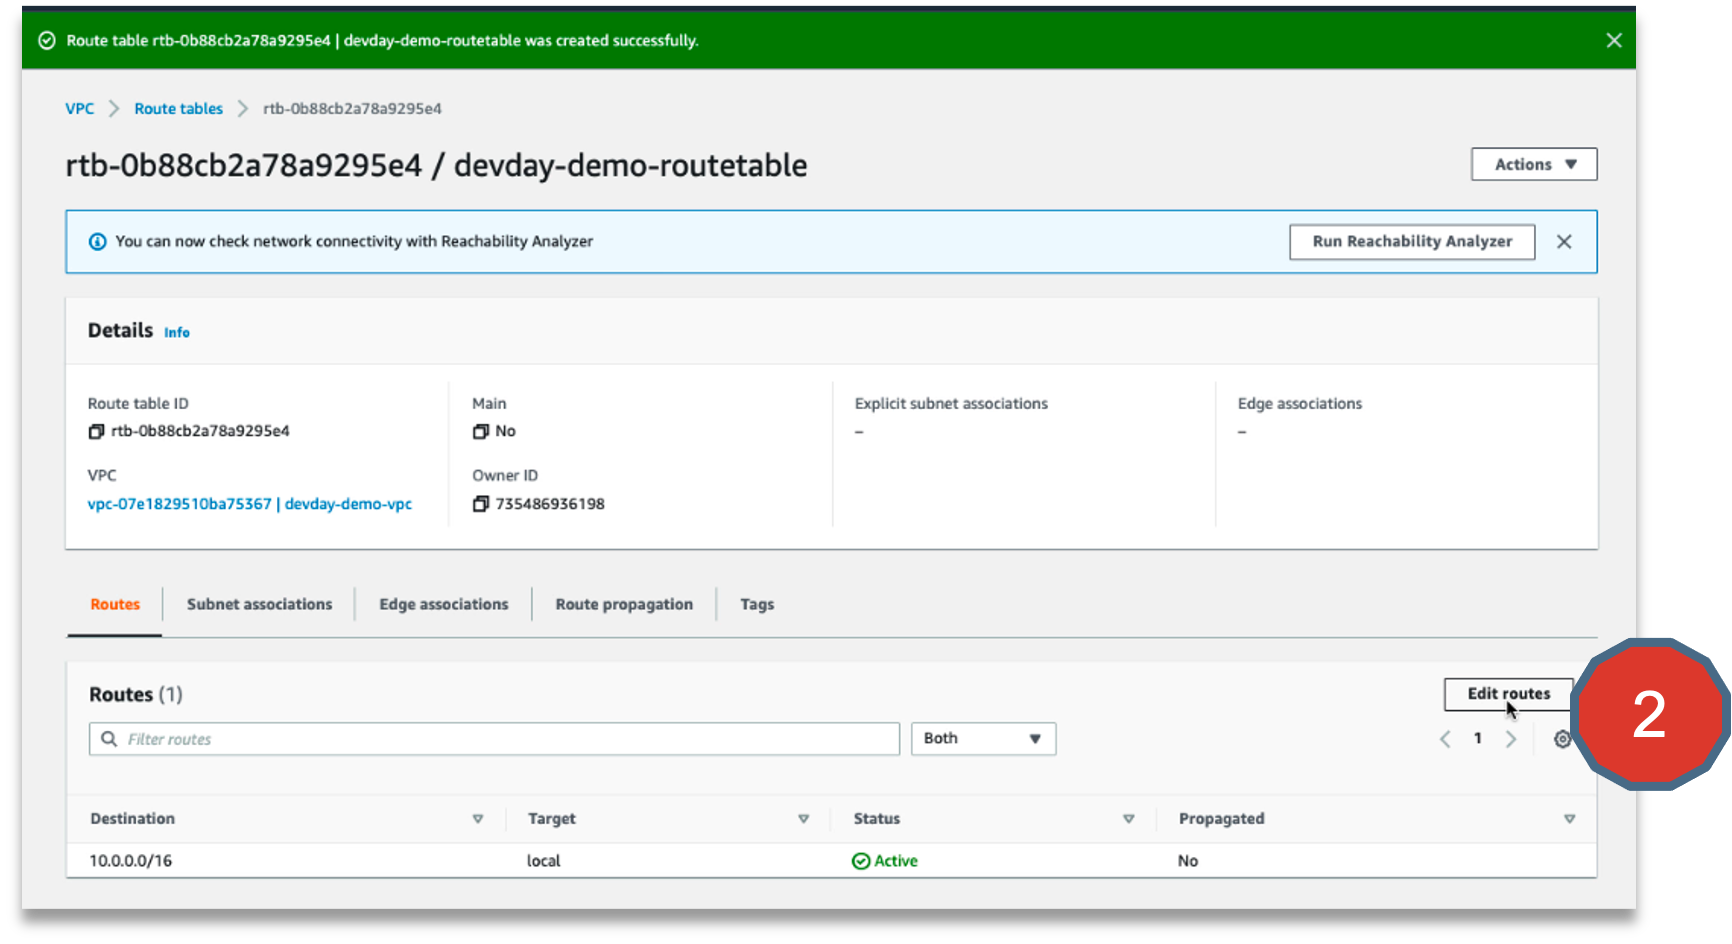 Route table rtb-0b88cb2a78a9295e4 | devday-demo-routetable was created successfully.
VPC > Route tables > rtb-0b88cb2a78a9295e4
rtb-0b88cb2a78a9295e4 / devday-demo-routetable
Actions
You can now check network connectivity with Reachability Analyzer
Run Reachability Analyzer
Details Info
Route table ID
rtb-0b88cb2a78a9295e4
Main
No
Explicit subnet associations
–
Edge associations
–
VPC
vpc-07e1829510ba75367 | devday-demo-vpc
Owner ID
735486936198
Routes
Subnet associations
Edge associations
Route propagation
Tags
Routes (1)
Edit routes
2
Filter routes
Both
1
Destination
Target
Status
Propagated
10.0.0.0/16
local
Active
No